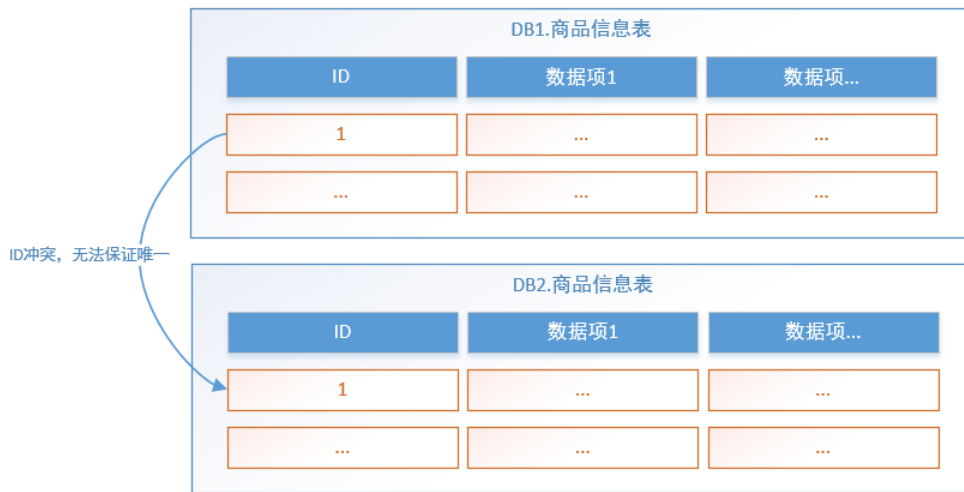 DB1.商品信息表
ID 数据项1 数据项...
1 ... ...
... ... ...
ID冲突，无法保证唯一
DB2.商品信息表
ID 数据项1 数据项...
1 ... ...
... ... ...